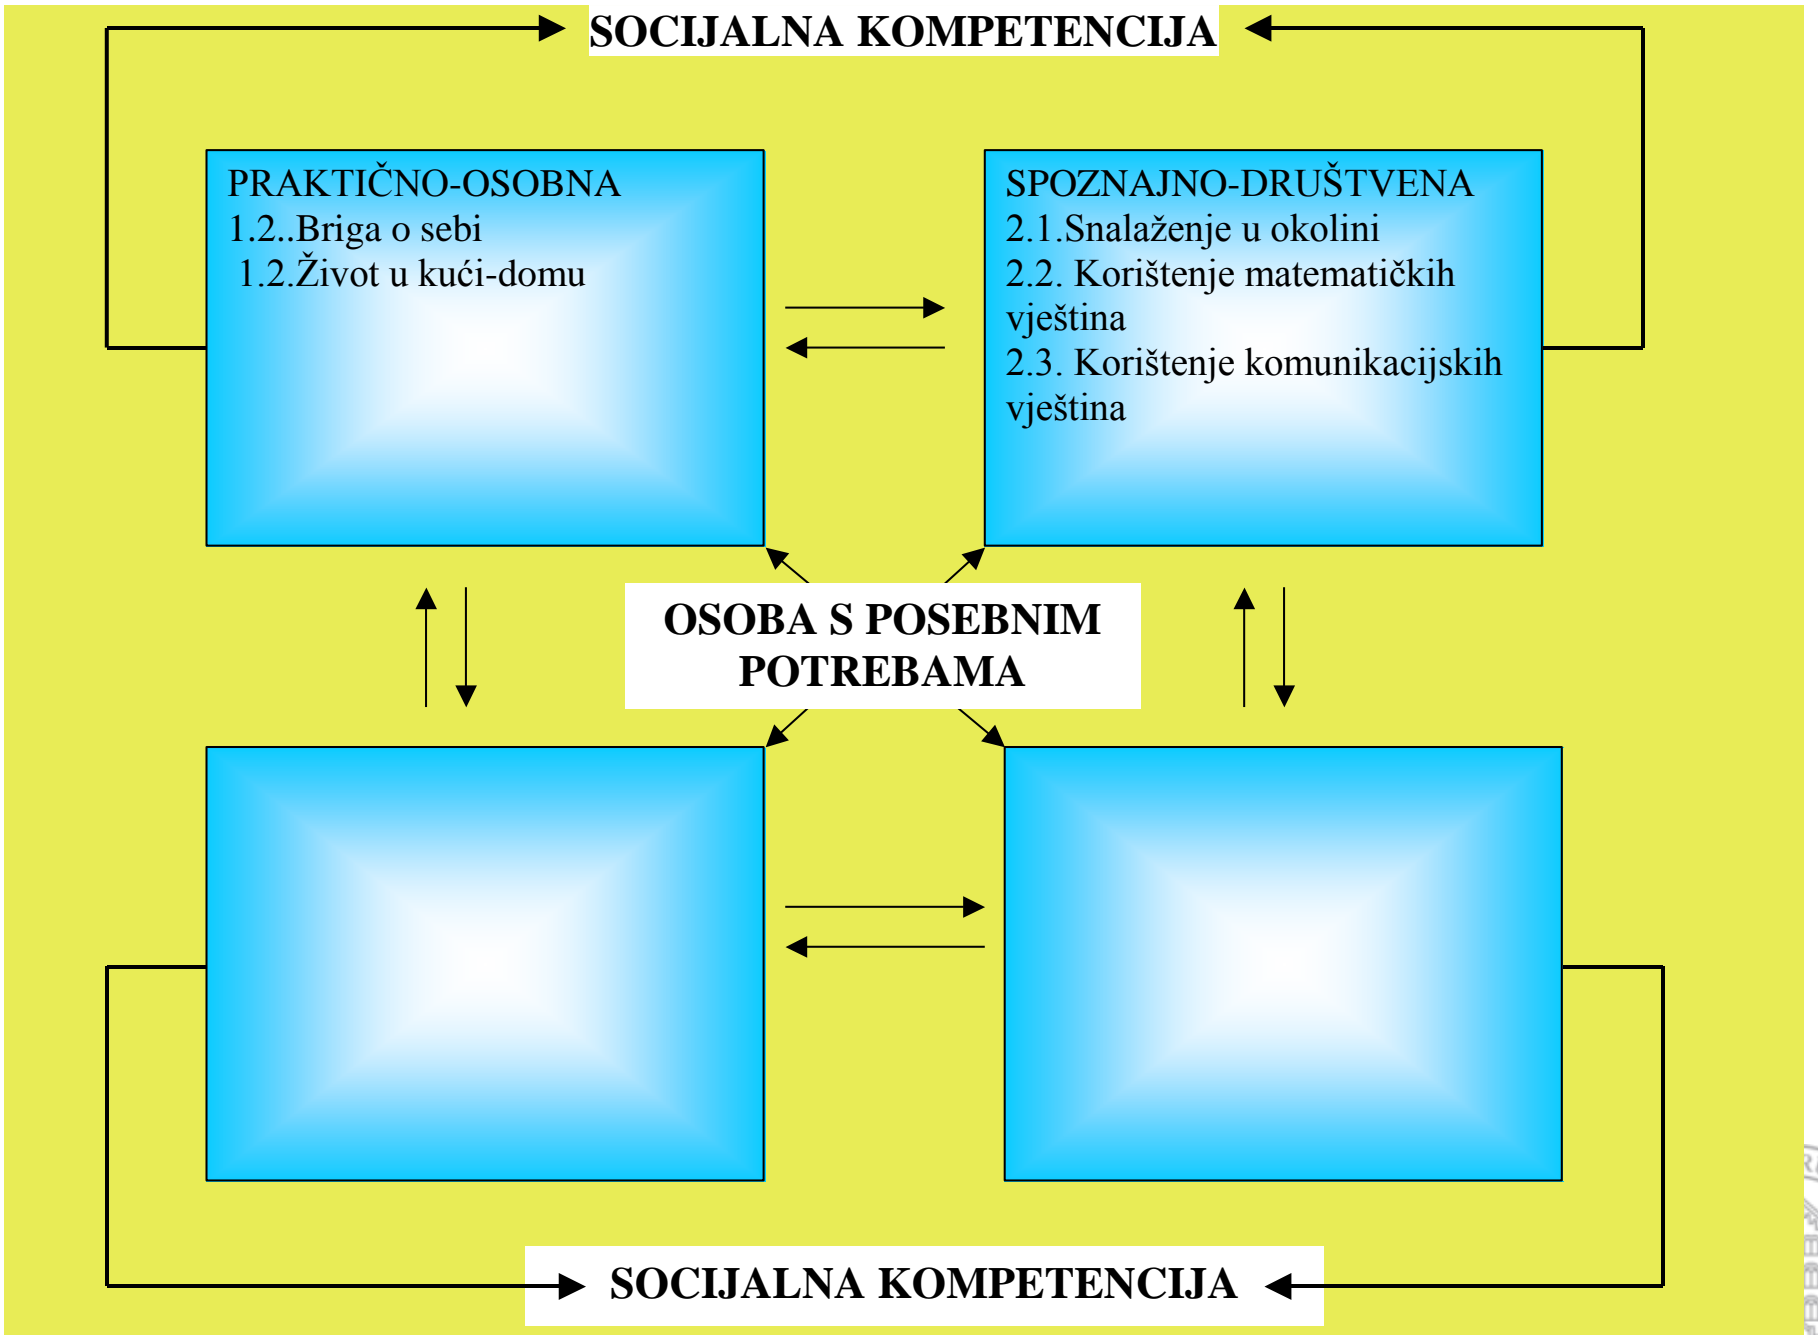 SOCIJALNA KOMPETENCIJA
PRAKTIČNO-OSOBNA
1.2..Briga o sebi
1.2.Život u kući-domu
SPOZNAJNO-DRUŠTVENA
2.1.Snalaženje u okolini
2.2. Korištenje matematičkih
vještina
2.3. Korištenje komunikacijskih
vještina
OSOBA S POSEBNIM
POTREBAMA
SOCIJALNA KOMPETENCIJA